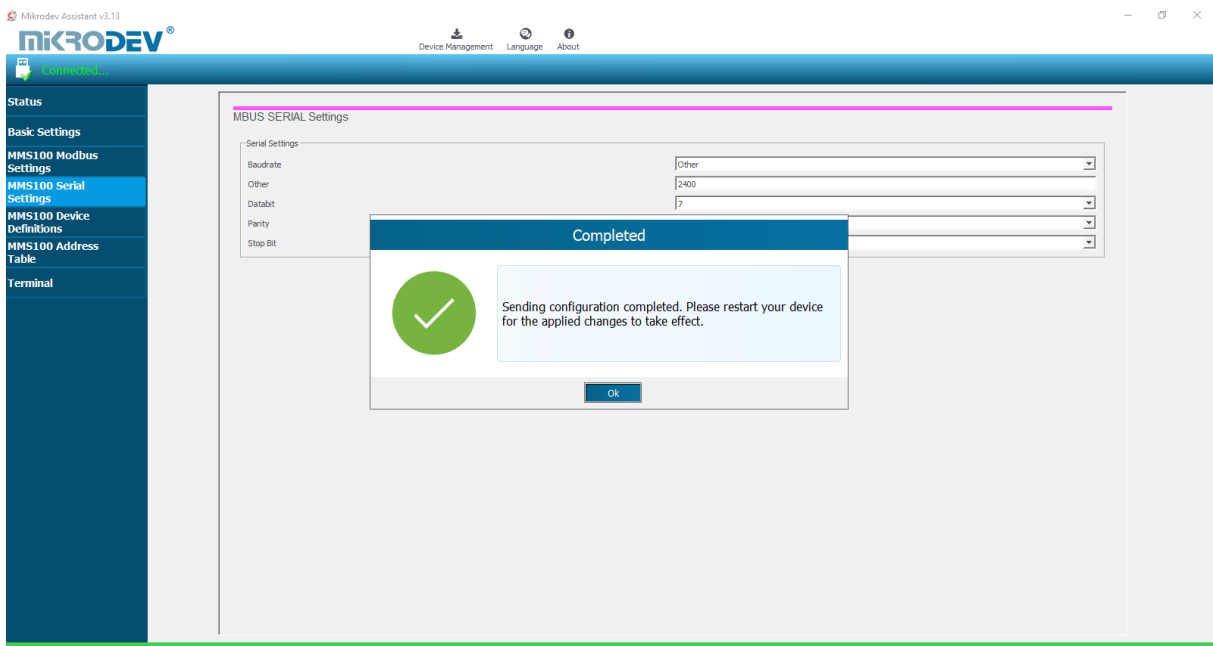 Mikrodev Assistant v3.13
MiKRODEV®
Device Management Language About
Connected...
Status
Basic Settings
MMS100 Modbus
Settings
MMS100 Serial
Settings
MMS100 Device
Definitions
MMS100 Address
Table
Terminal
MBUS SERIAL Settings
Serial Settings
Baudrate Other
Other 2400
Databit 7
Parity
Stop Bit
Completed
Sending configuration completed. Please restart your device
for the applied changes to take effect.
Ok